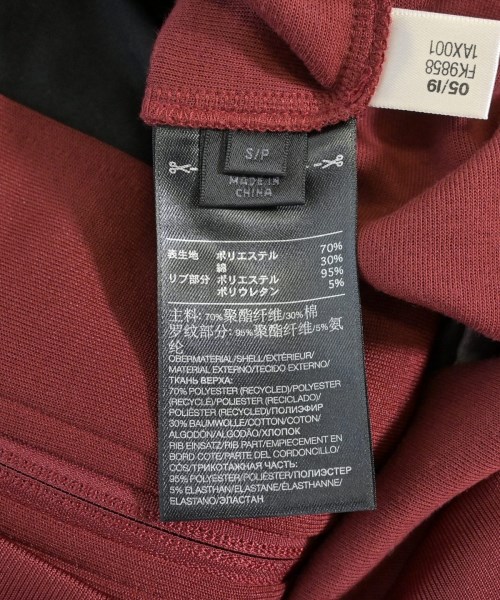 05/19
FK9858
1AX001
S/P
MADE IN
CHINA
表生地 ポリエステル 70%
綿 30%
リブ部分 ポリエステル 95%
ポリウレタン 5%
主料: 70%聚酯纤维/30%棉
罗纹部分: 95%聚酯纤维/5%氨
纶
OBERMATERIAL/SHELL/EXTÉRIEUR/
MATERIAL EXTERNO/TECIDO EXTERNO/
ТКАНЬ ВЕРХА:
70% POLYESTER (RECYCLED)/POLYESTER
(RECYCLÉ)/POLIESTER (RECICLADO)/
POLIÉSTER (RECYCLED)/ПОЛИЭФИР
30% BAUMWOLLE/COTTON/COTON/
ALGODÓN/ALGODÃO/ХЛОПОК
RIB EINSATZ/RIB PART/EMPIECEMENT EN
BORD COTE/PARTE DEL CORDONCILLO/
CÓS/ТРИКОТАЖНАЯ ЧАСТЬ:
95% POLYESTER/POLIÉSTER/ПОЛИЭСТЕР
5% ELASTHAN/ELASTANE/ÉLASTHANNE/
ELASTANO/ЭЛАСТАН